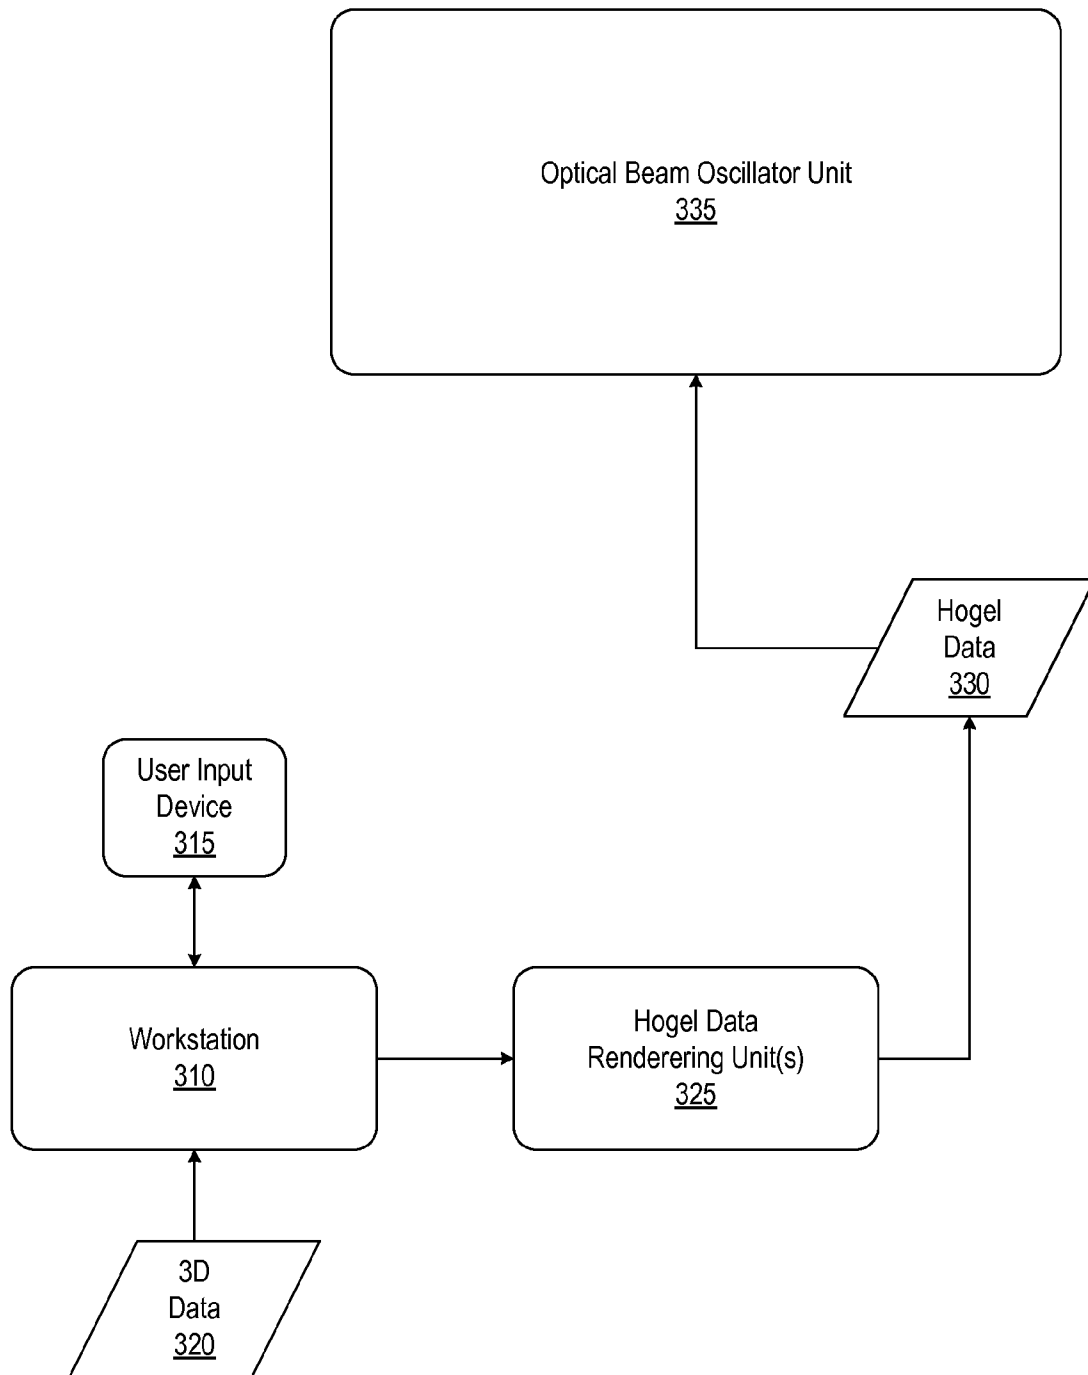 Optical Beam Oscillator Unit
335
Hogel
Data
330
User Input
Device
315
Workstation
310
Hogel Data
Renderering Unit(s)
325
3D
Data
320